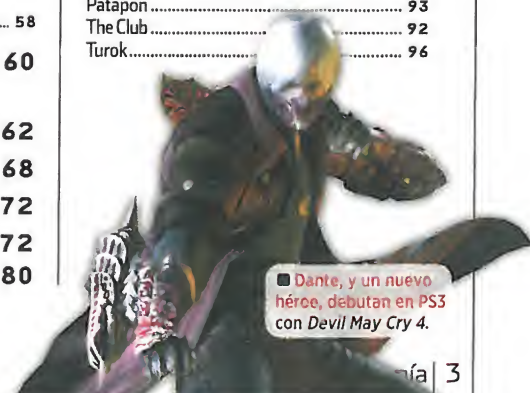 ... 58
60
62
68
72
72
80
Patapon ........ 93
The Club ........ 92
Turok ........ 96
Dante, y un nuevo
héroe, debutan en PS3
con Devil May Cry 4.
3